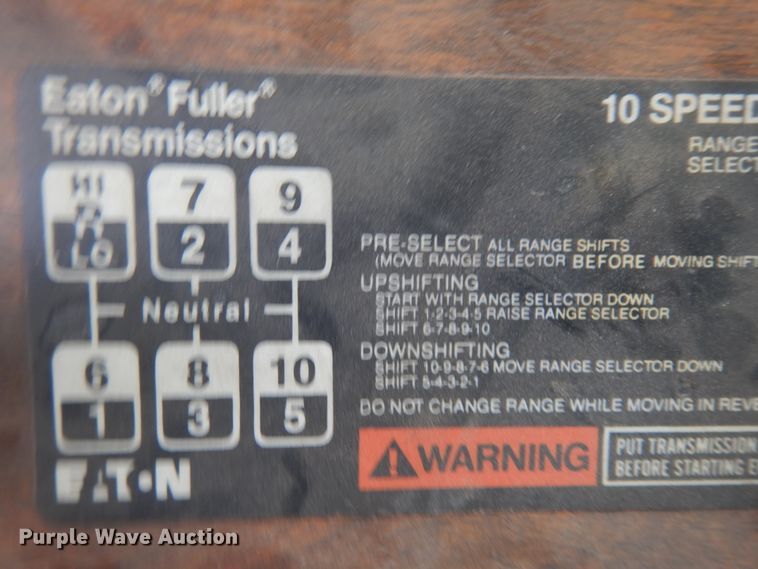 Eaton® Fuller®
Transmissions
10 SPEED
RANGE
SELECT
HI 7 9
R 2 4
LO
Neutral
6 8 10
1 3 5
EATON
PRE-SELECT ALL RANGE SHIFTS
(MOVE RANGE SELECTOR BEFORE MOVING SHIFT
UPSHIFTING
START WITH RANGE SELECTOR DOWN
SHIFT 1-2-3-4-5 RAISE RANGE SELECTOR
SHIFT 6-7-8-9-10
DOWNSHIFTING
SHIFT 10-9-8-7-6 MOVE RANGE SELECTOR DOWN
SHIFT 5-4-3-2-1
DO NOT CHANGE RANGE WHILE MOVING IN REVE
WARNING
PUT TRANSMISSION
BEFORE STARTING E
Purple Wave Auction